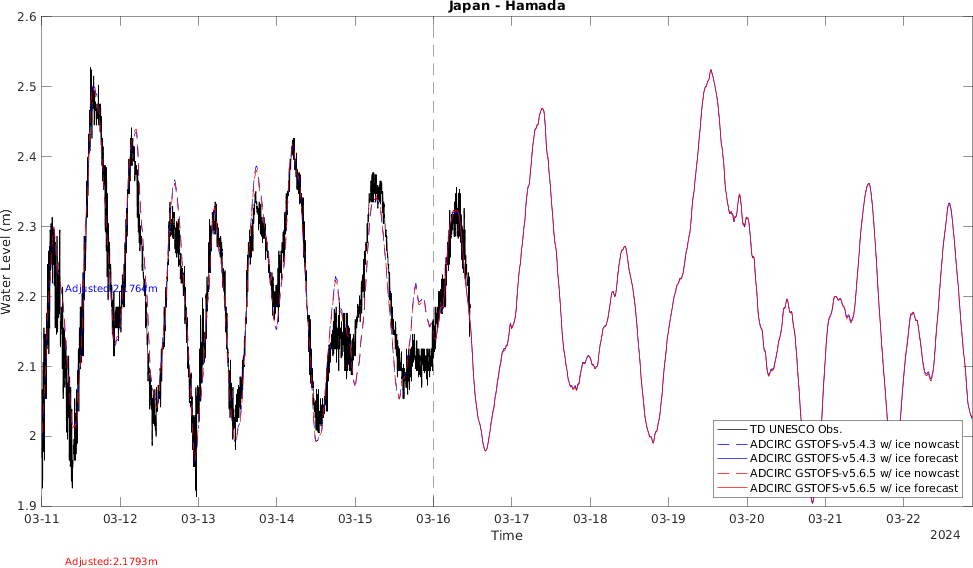 Japan - Hamada
2.6
2.5
2.4
2.3
2.2
2.1
2
1.9
Water Level (m)
Adjusted:2.1764m
TD UNESCO Obs.
ADCIRC GSTOFS-v5.4.3 w/ ice nowcast
ADCIRC GSTOFS-v5.4.3 w/ ice forecast
ADCIRC GSTOFS-v5.6.5 w/ ice nowcast
ADCIRC GSTOFS-v5.6.5 w/ ice forecast
03-11 03-12 03-13 03-14 03-15 03-16 03-17 03-18 03-19 03-20 03-21 03-22
Time
2024
Adjusted:2.1793m